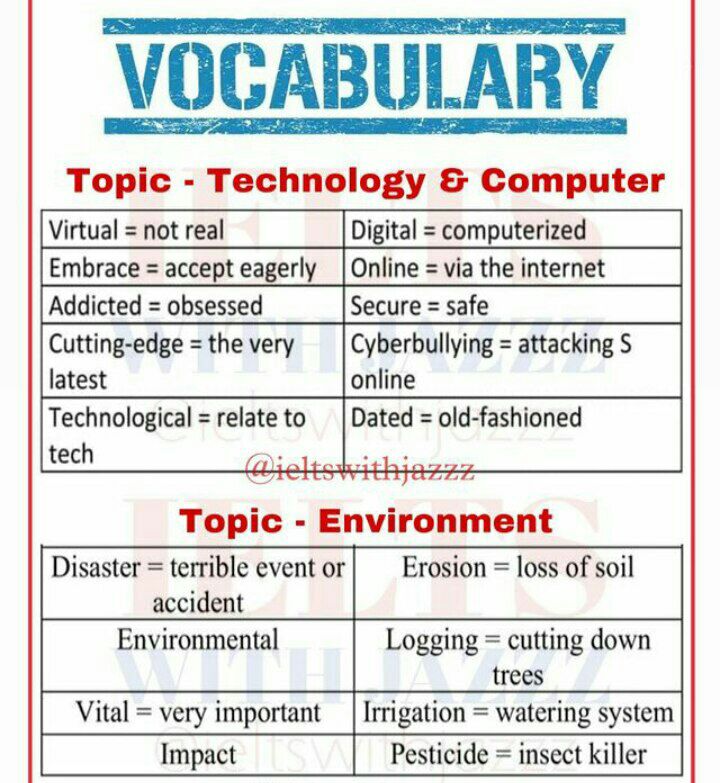 VOCABULARY
Topic - Technology & Computer
Virtual = not real
Digital = computerized
Embrace = accept eagerly
Online = via the internet
Addicted = obsessed
Secure = safe
Cutting-edge = the very
latest
Cyberbullying = attacking S
online
Technological = relate to
tech
Dated = old-fashioned
@ieltswithjazzz
Topic - Environment
Disaster = terrible event or
accident
Erosion = loss of soil
Environmental
Logging = cutting down
trees
Vital = very important
Irrigation = watering system
Impact
Pesticide = insect killer
IELTS
WITH JAZZZ
@ieltswithjazzz
IELTS
WITH JAZZZ
@ieltswithjazzz